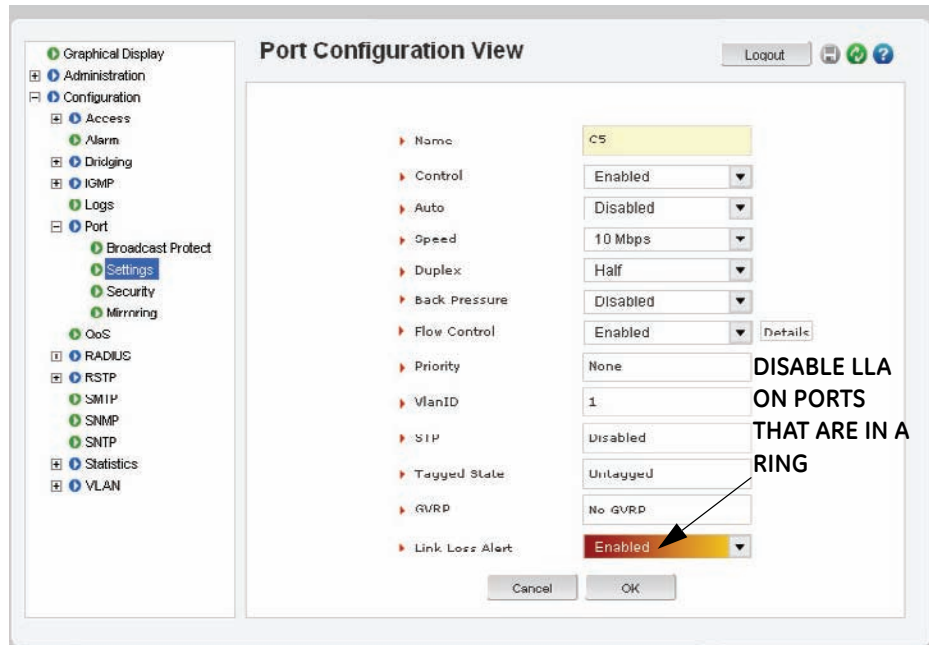 Port Configuration View
Logout
Graphical Display
Administration
Configuration
Access
Alarm
Bridging
IGMP
Logs
Port
Broadcast Protect
Settings
Security
Mirroring
QoS
RADIUS
RSTP
SMTP
SNMP
SNTP
Statistics
VLAN
Name C5
Control Enabled
Auto Disabled
Speed 10 Mbps
Duplex Half
Back Pressure Disabled
Flow Control Enabled Details
Priority None
VlanID 1
STP Disabled
Tagged State Untagged
GVRP No GVRP
Link Loss Alert Enabled
DISABLE LLA
ON PORTS
THAT ARE IN A
RING
Cancel OK